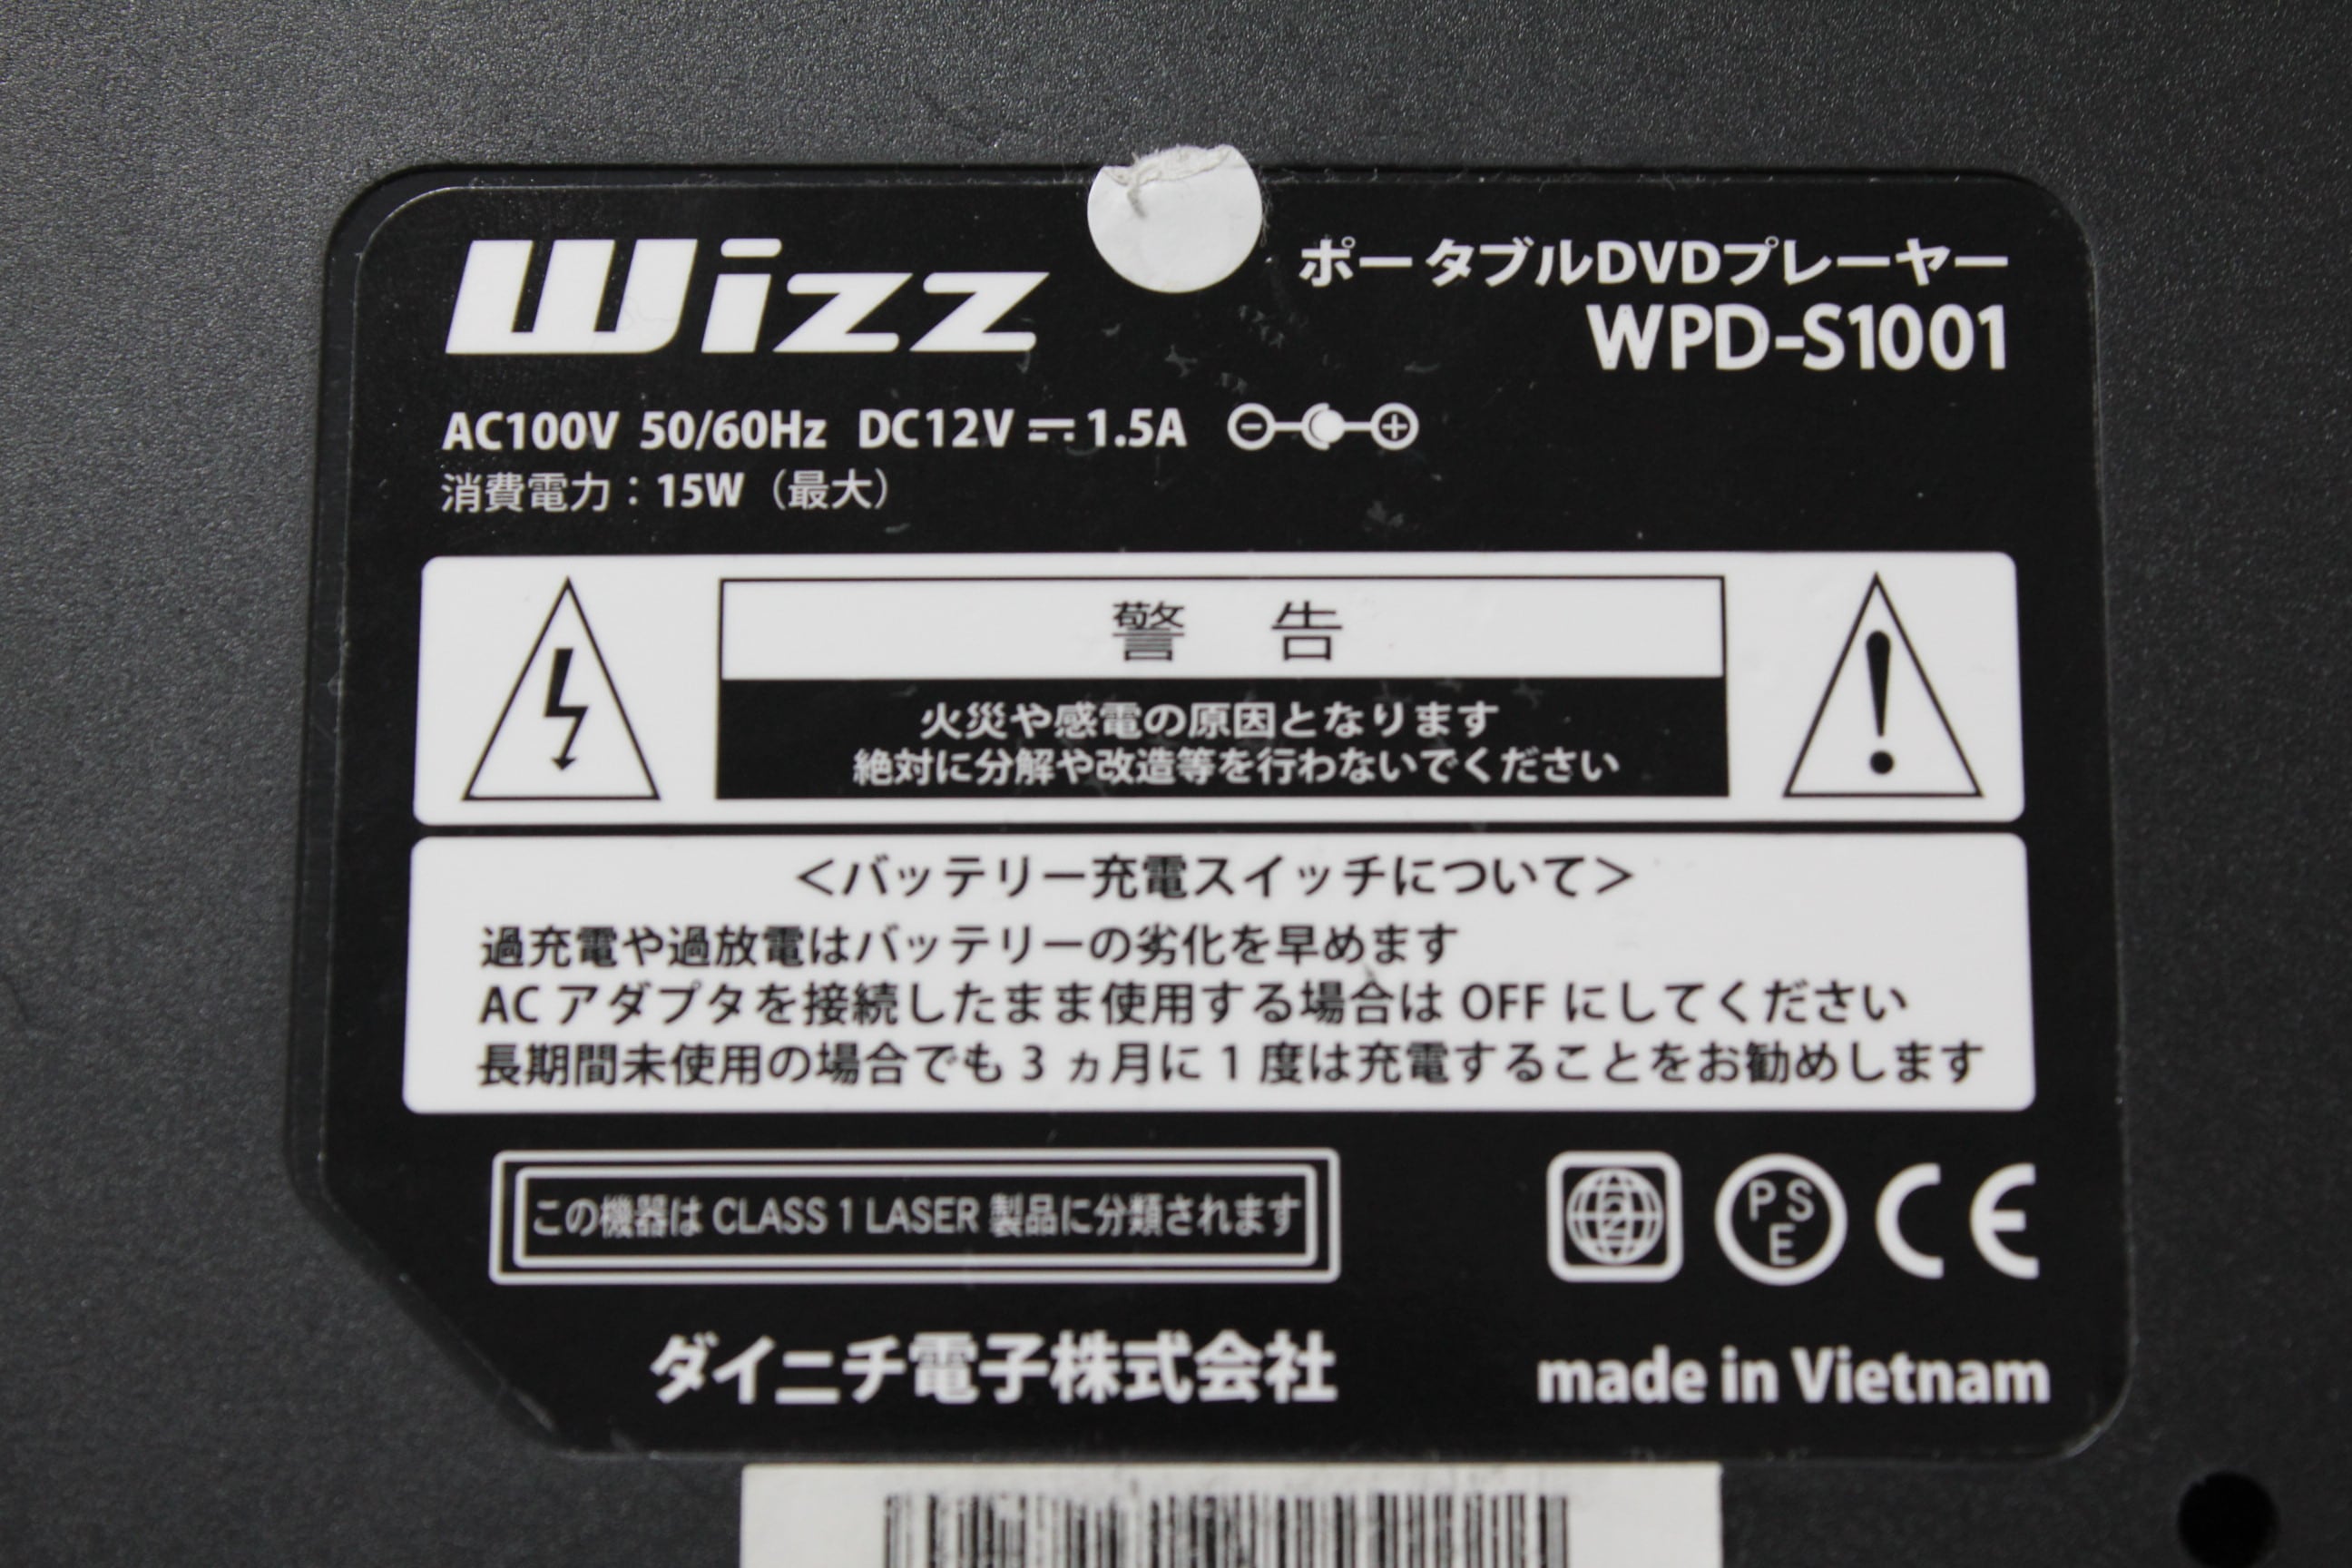 Wizz
ポータブルDVDプレーヤー
WPD-S1001
AC100V 50/60Hz DC12V ⎓ 1.5A
消費電力：15W（最大）
警 告
火災や感電の原因となります
絶対に分解や改造等を行わないでください
＜バッテリー充電スイッチについて＞
過充電や過放電はバッテリーの劣化を早めます
ACアダプタを接続したまま使用する場合は OFF にしてください
長期間未使用の場合でも 3 ヵ月に 1 度は充電することをお勧めします
この機器は CLASS 1 LASER 製品に分類されます
2
PSE
CE
ダイニチ電子株式会社
made in Vietnam